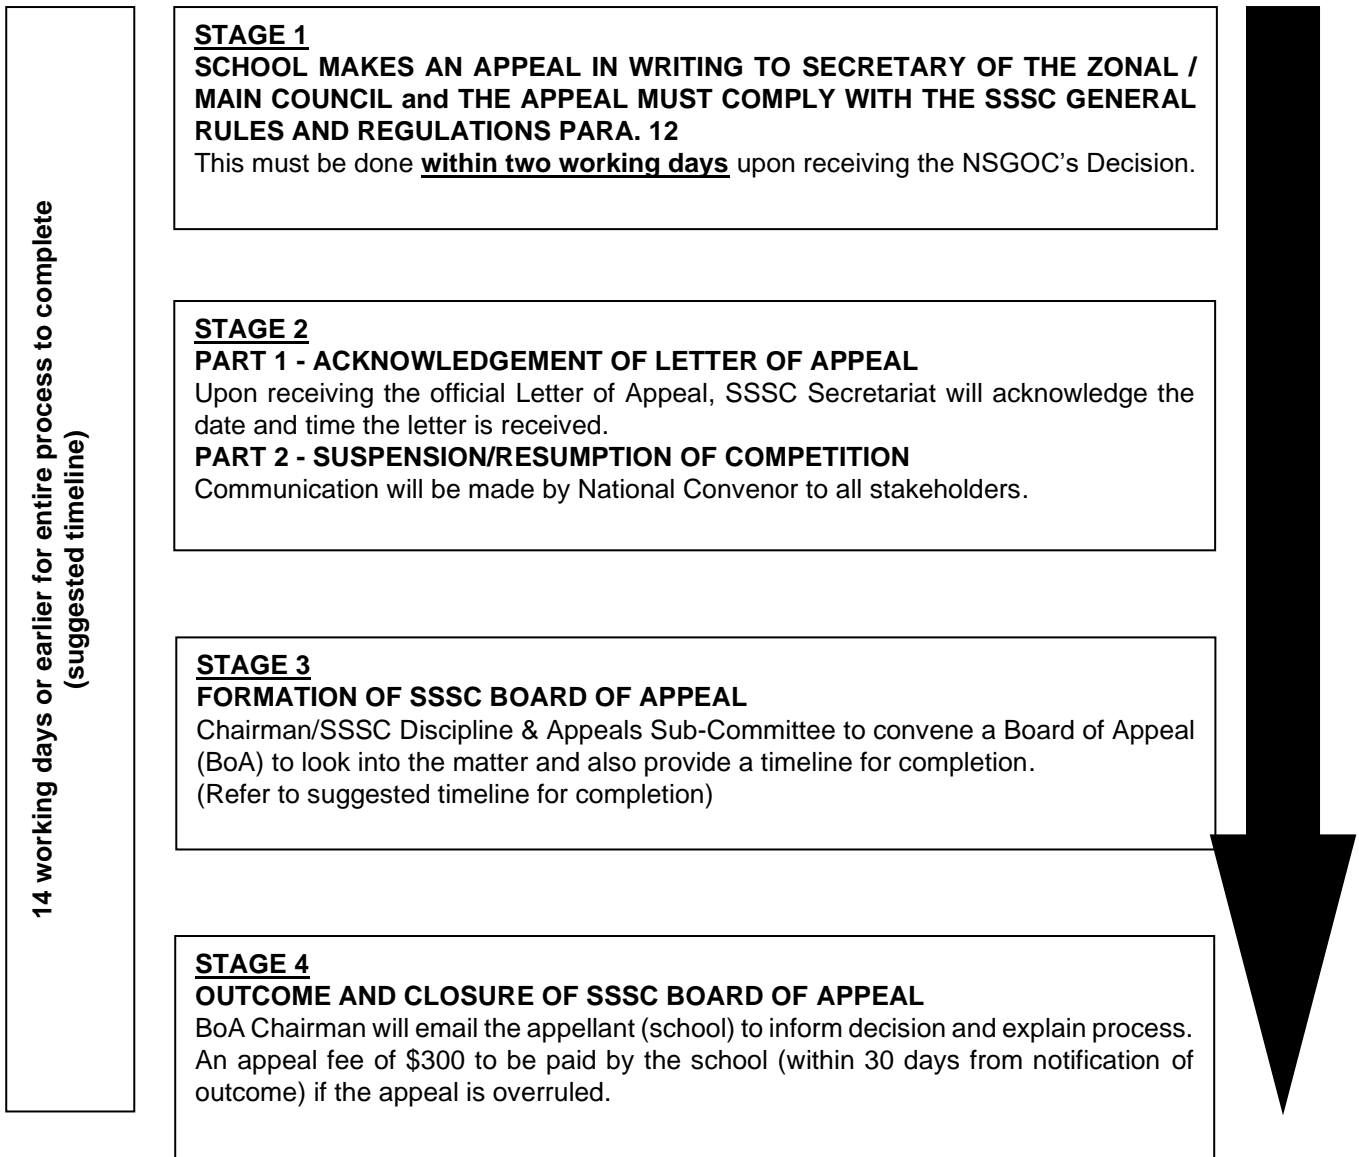 14 working days or earlier for entire process to complete
(suggested timeline)
STAGE 1
SCHOOL MAKES AN APPEAL IN WRITING TO SECRETARY OF THE ZONAL /
MAIN COUNCIL and THE APPEAL MUST COMPLY WITH THE SSSC GENERAL
RULES AND REGULATIONS PARA. 12
This must be done within two working days upon receiving the NSGOC’s Decision.
STAGE 2
PART 1 - ACKNOWLEDGEMENT OF LETTER OF APPEAL
Upon receiving the official Letter of Appeal, SSSC Secretariat will acknowledge the
date and time the letter is received.
PART 2 - SUSPENSION/RESUMPTION OF COMPETITION
Communication will be made by National Convenor to all stakeholders.
STAGE 3
FORMATION OF SSSC BOARD OF APPEAL
Chairman/SSSC Discipline & Appeals Sub-Committee to convene a Board of Appeal
(BoA) to look into the matter and also provide a timeline for completion.
(Refer to suggested timeline for completion)
STAGE 4
OUTCOME AND CLOSURE OF SSSC BOARD OF APPEAL
BoA Chairman will email the appellant (school) to inform decision and explain process.
An appeal fee of $300 to be paid by the school (within 30 days from notification of
outcome) if the appeal is overruled.